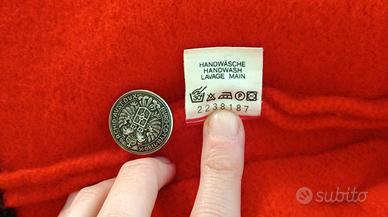 HANDWÄSCHE
HANDWASH
LAVAGE MAIN
2238187
subito